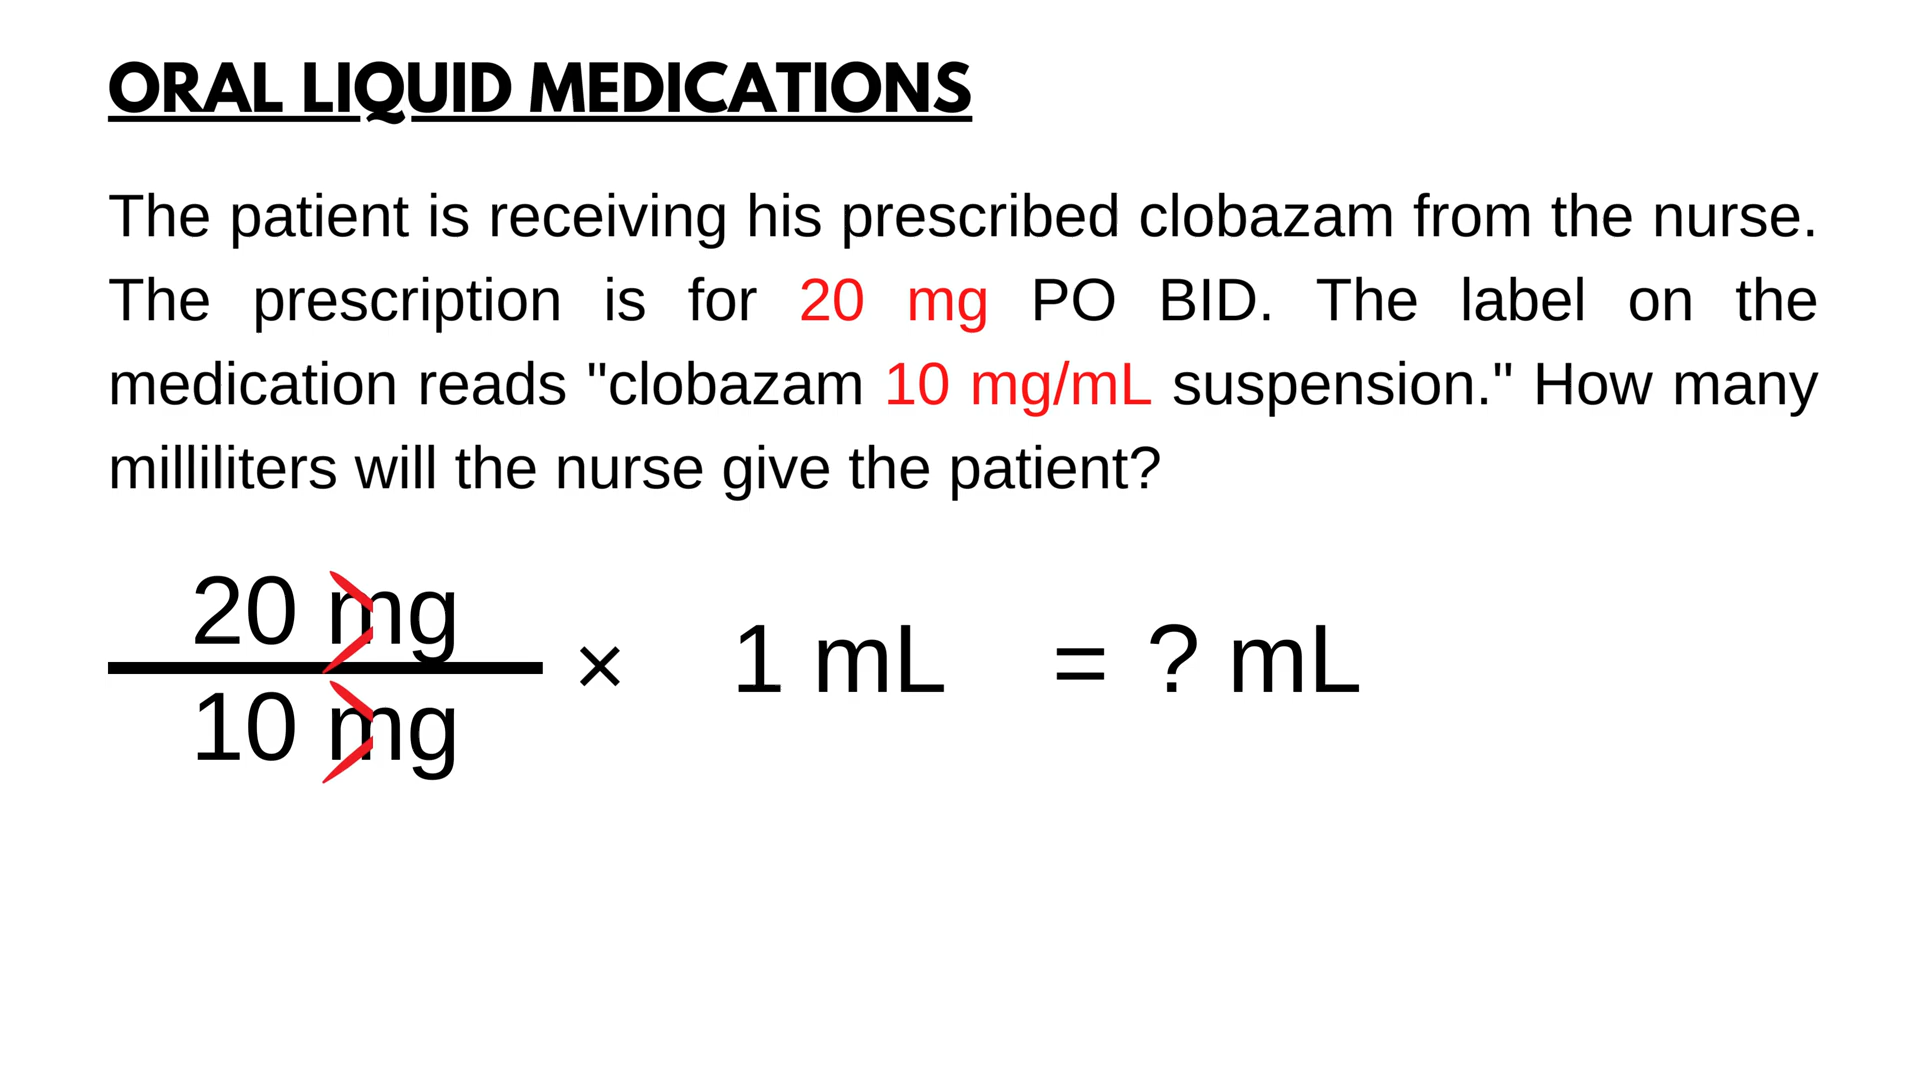 ORAL LIQUID MEDICATIONS
The patient is receiving his prescribed clobazam from the nurse.
The prescription is for 20 mg PO BID. The label on the
medication reads "clobazam 10 mg/mL suspension." How many
milliliters will the nurse give the patient?
20 mg
× 1 mL = ? mL
10 mg